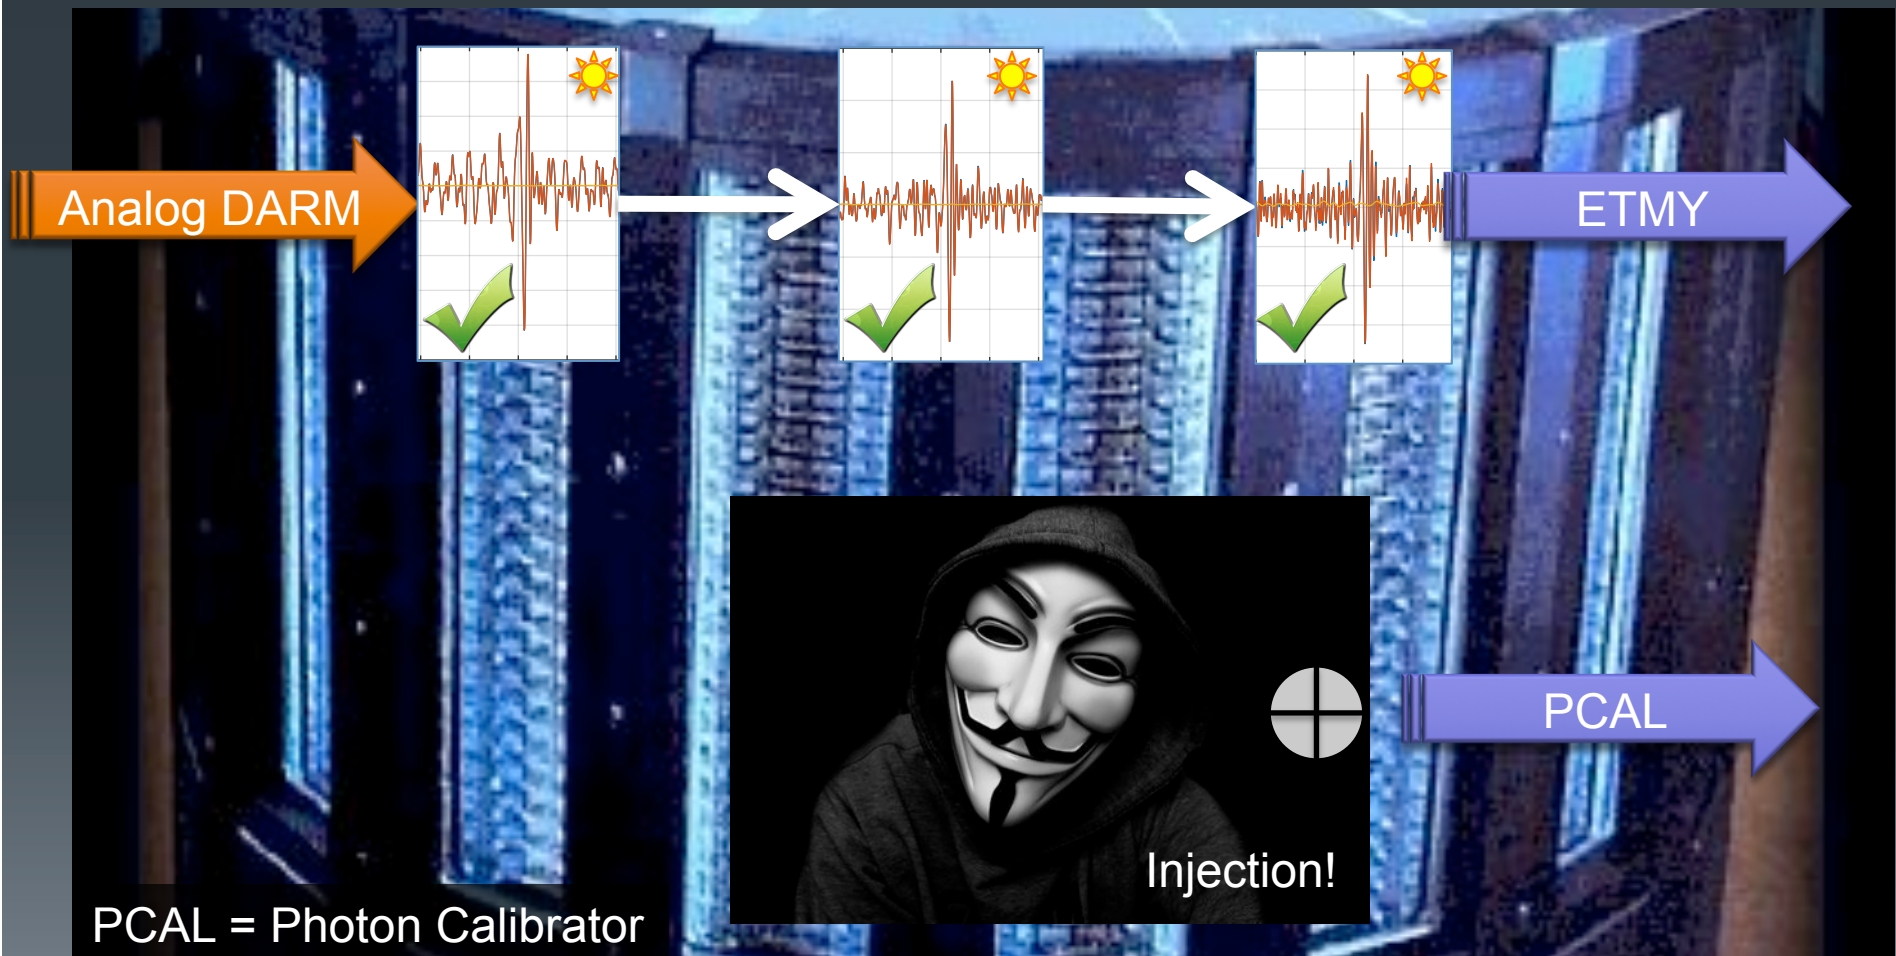 Analog DARM
ETMY
PCAL
Injection!
PCAL = Photon Calibrator